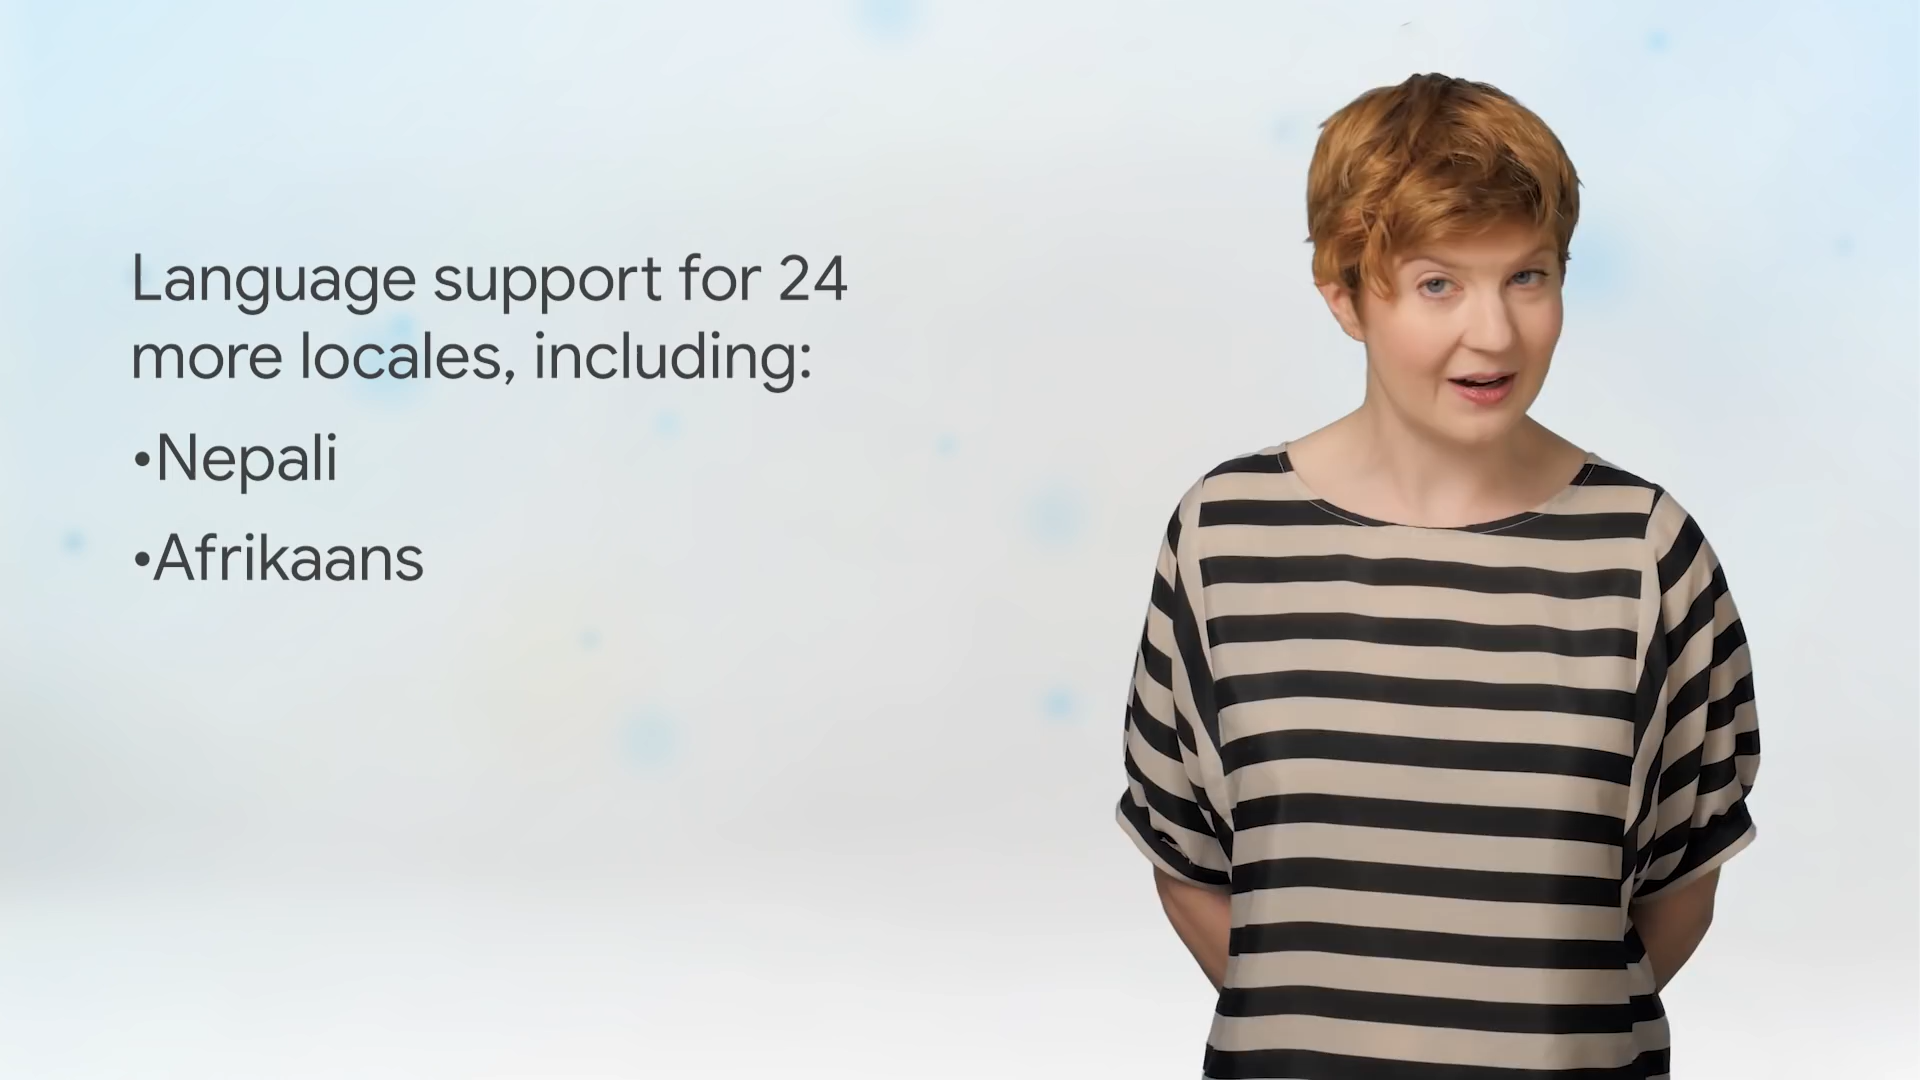 Language support for 24
more locales, including:
•Nepali
•Afrikaans